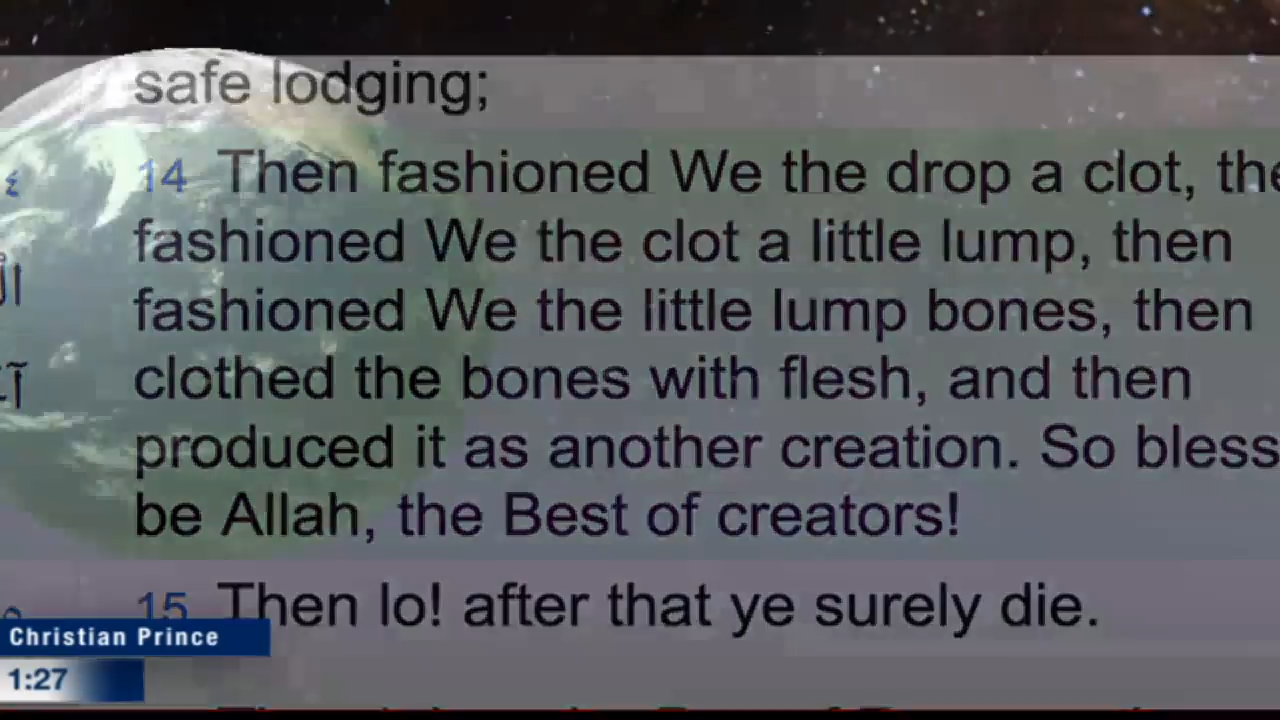 safe lodging;
14 Then fashioned We the drop a clot,
fashioned We the clot a little lump, then
fashioned We the little lump bones, then
clothed the bones with flesh, and then
produced it as another creation. So bless
be Allah, the Best of creators!
15 Then lo! after that ye surely die.
Christian Prince
1:27